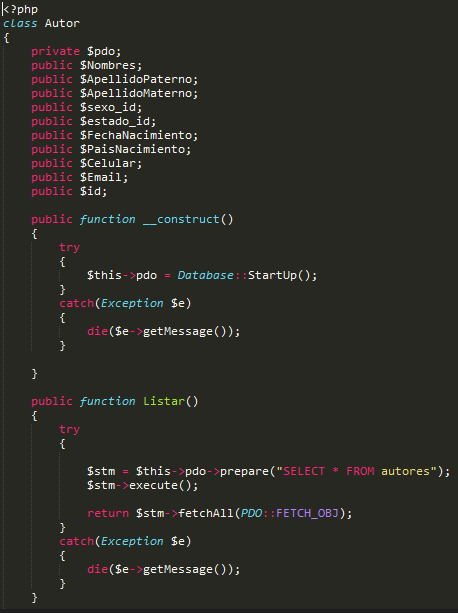 <?php
class Autor
{
    private $pdo;
    public $Nombres;
    public $ApellidoPaterno;
    public $ApellidoMaterno;
    public $sexo_id;
    public $estado_id;
    public $FechaNacimiento;
    public $PaisNacimiento;
    public $Celular;
    public $Email;
    public $id;

    public function __construct()
    {
        try
        {
            $this->pdo = Database::StartUp();
        }
        catch(Exception $e)
        {
            die($e->getMessage());
        }

    }

    public function Listar()
    {
        try
        {

            $stm = $this->pdo->prepare("SELECT * FROM autores");
            $stm->execute();

            return $stm->fetchAll(PDO::FETCH_OBJ);
        }
        catch(Exception $e)
        {
            die($e->getMessage());
        }
    }